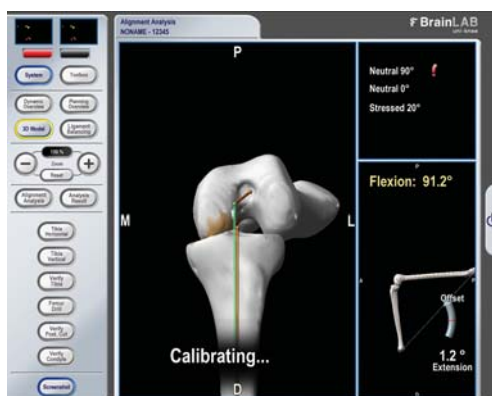 Alignment Analysis
NONAME - 12345
BrainLAB
uni-knee
System
Toolbox
Dynamic Overview
Planning Overview
3D Model
Ligament Balancing
100 %
Zoom
Reset
Alignment Analysis
Analysis Result
Tibia Horizontal
Tibia Vertical
Verify Tibia
Femur Drill
Verify Post. Cut
Verify Condyle
Screenshot
P
M
L
Calibrating...
D
Neutral 90°
Neutral 0°
Stressed 20°
P
Flexion: 91.2°
A
P
Offset
1.2 °
Extension